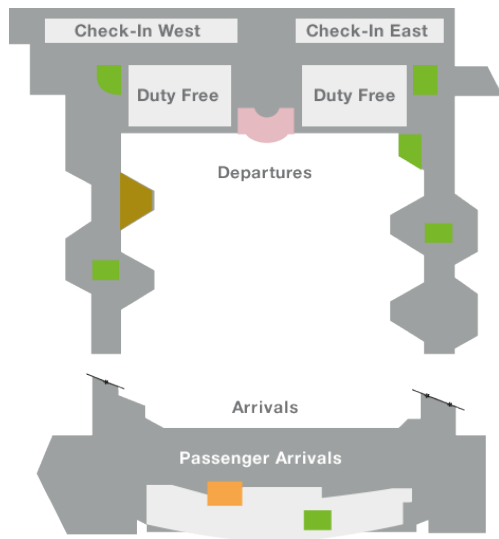 Check-In West
Check-In East
Duty Free
Duty Free
Departures
Arrivals
Passenger Arrivals